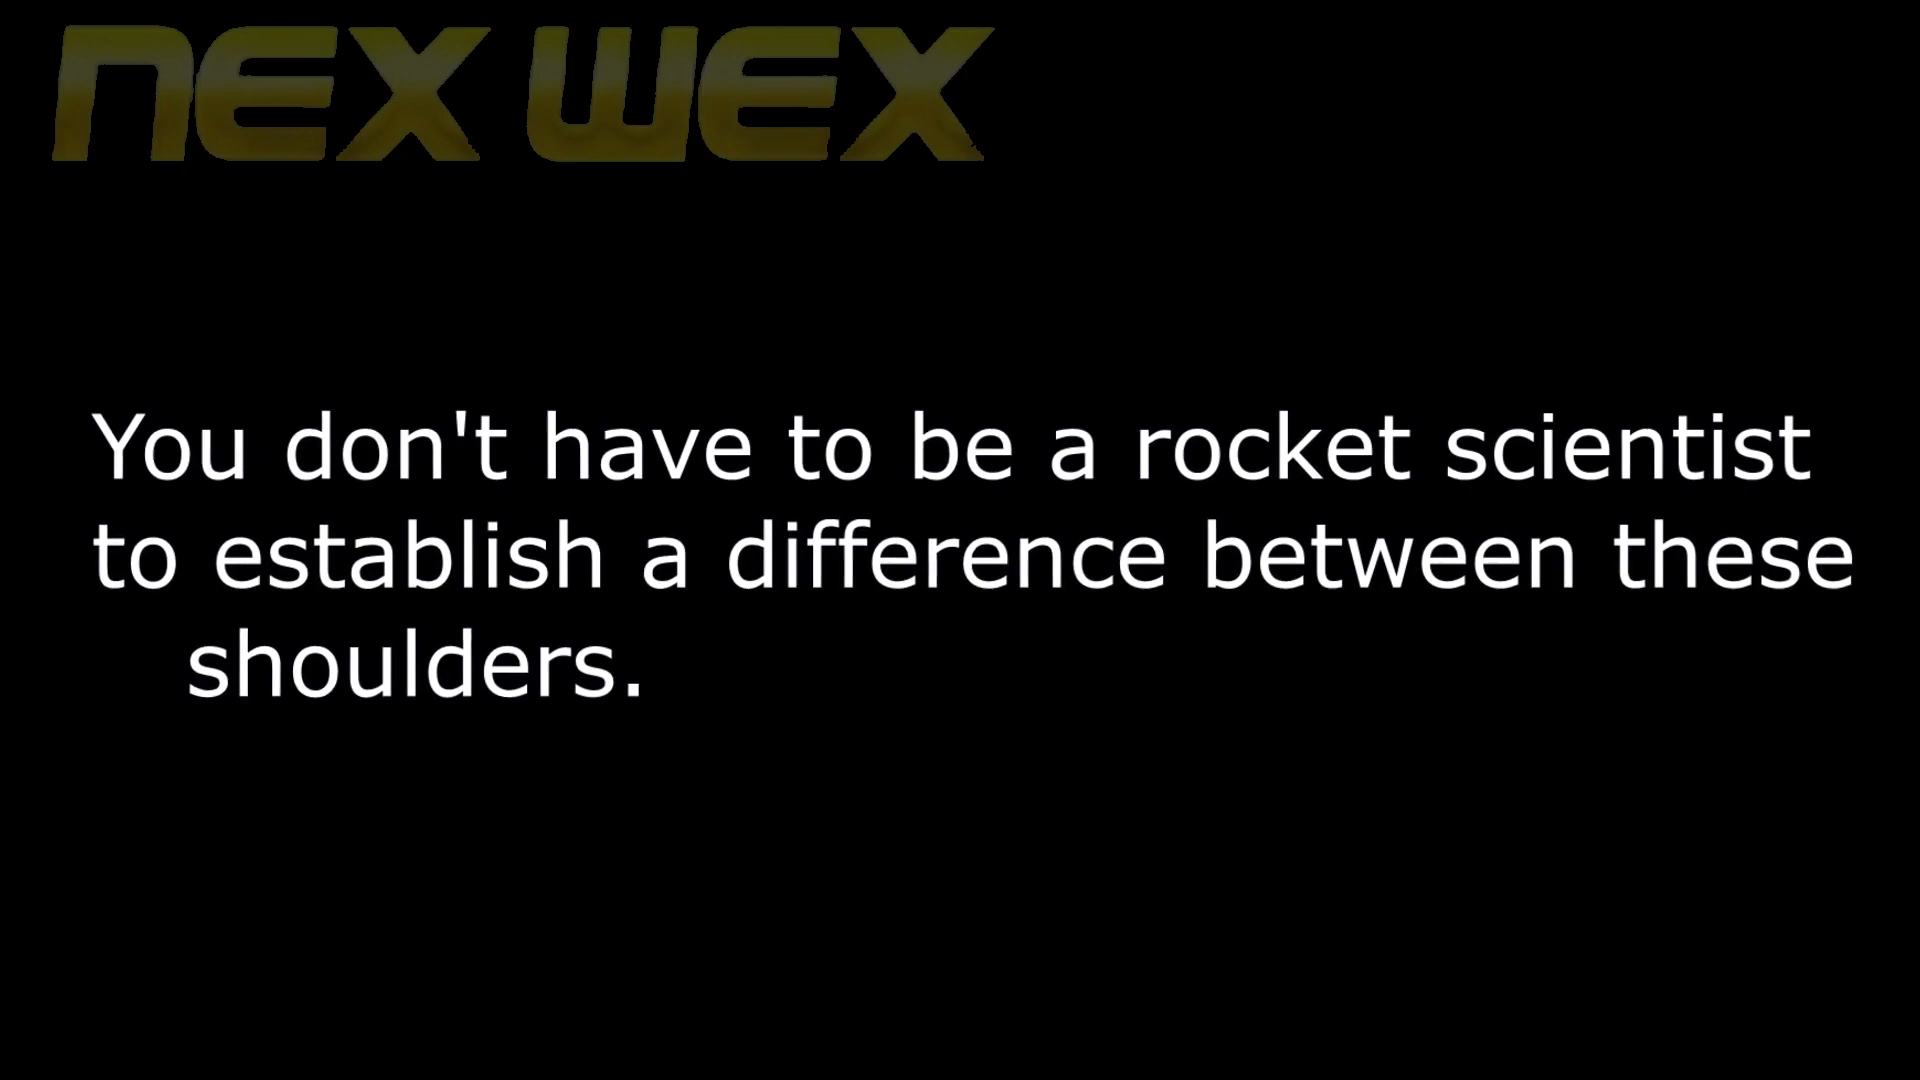 NEX WEX
You don't have to be a rocket scientist
to establish a difference between these
shoulders.